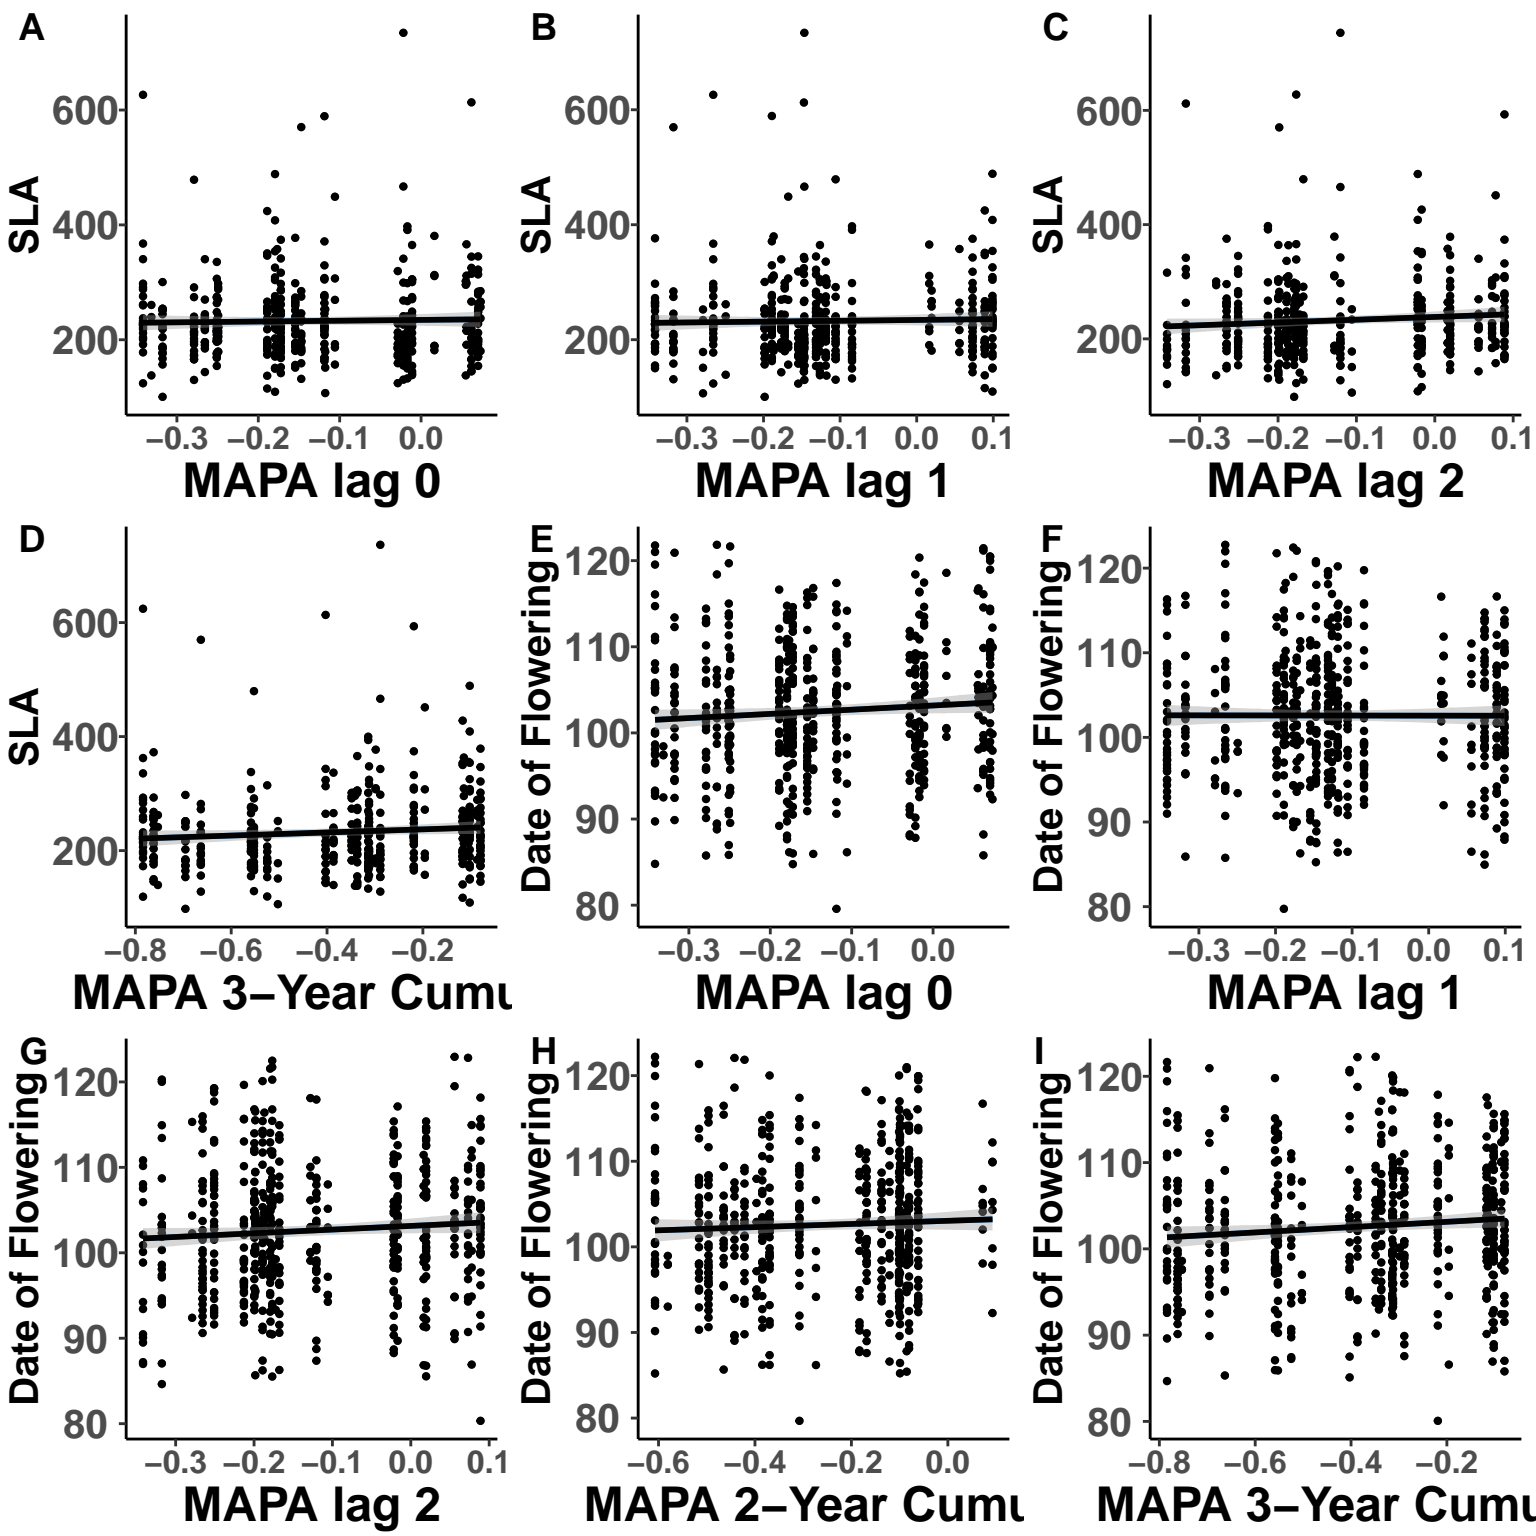 A
SLA
600
400
200
−0.3 −0.2 −0.1 0.0
MAPA lag 0
B
SLA
600
400
200
−0.3 −0.2 −0.1 0.0 0.1
MAPA lag 1
C
SLA
600
400
200
−0.3 −0.2 −0.1 0.0 0.1
MAPA lag 2
D
SLA
600
400
200
−0.8 −0.6 −0.4 −0.2
MAPA 3−Year Cumu
E
Date of Flowering
120
110
100
90
80
−0.3 −0.2 −0.1 0.0
MAPA lag 0
F
Date of Flowering
120
110
100
90
80
−0.3 −0.2 −0.1 0.0 0.1
MAPA lag 1
G
Date of Flowering
120
110
100
90
80
−0.3 −0.2 −0.1 0.0 0.1
MAPA lag 2
H
Date of Flowering
120
110
100
90
80
−0.6 −0.4 −0.2 0.0
MAPA 2−Year Cumu
I
Date of Flowering
120
110
100
90
80
−0.8 −0.6 −0.4 −0.2
MAPA 3−Year Cumu